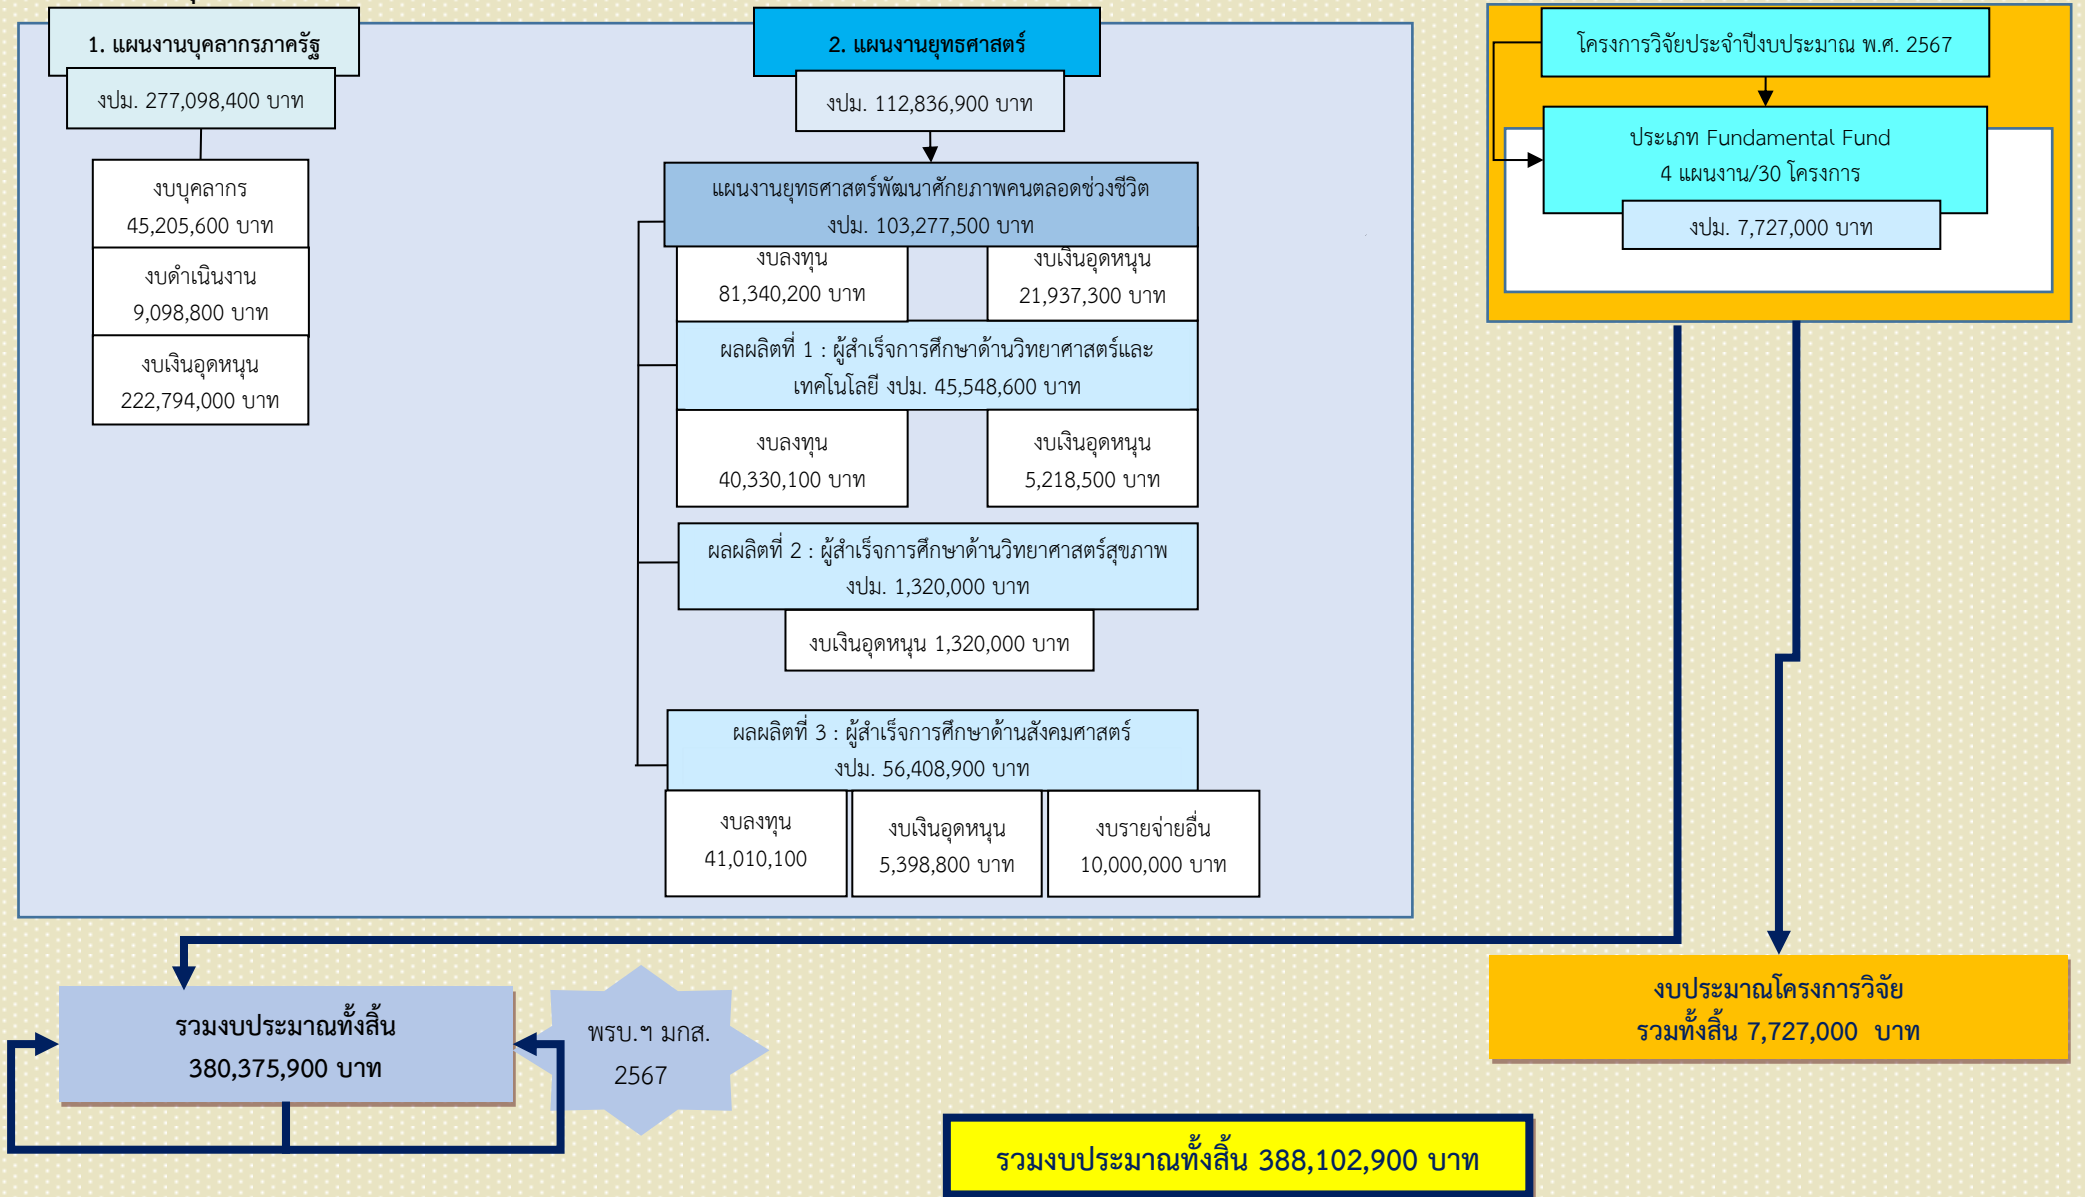 1. แผนงานบุคลากรภาครัฐ
งปม. 277,098,400 บาท
งบบุคลากร
45,205,600 บาท
งบดำเนินงาน
9,098,800 บาท
งบเงินอุดหนุน
222,794,000 บาท
2. แผนงานยุทธศาสตร์
งปม. 112,836,900 บาท
แผนงานยุทธศาสตร์พัฒนาศักยภาพคนตลอดช่วงชีวิต
งปม. 103,277,500 บาท
งบลงทุน
81,340,200 บาท
งบเงินอุดหนุน
21,937,300 บาท
ผลผลิตที่ 1 : ผู้สำเร็จการศึกษาด้านวิทยาศาสตร์และ
เทคโนโลยี งปม. 45,548,600 บาท
งบลงทุน
40,330,100 บาท
งบเงินอุดหนุน
5,218,500 บาท
ผลผลิตที่ 2 : ผู้สำเร็จการศึกษาด้านวิทยาศาสตร์สุขภาพ
งปม. 1,320,000 บาท
งบเงินอุดหนุน 1,320,000 บาท
ผลผลิตที่ 3 : ผู้สำเร็จการศึกษาด้านสังคมศาสตร์
งปม. 56,408,900 บาท
งบลงทุน
41,010,100
งบเงินอุดหนุน
5,398,800 บาท
งบรายจ่ายอื่น
10,000,000 บาท
โครงการวิจัยประจำปีงบประมาณ พ.ศ. 2567
ประเภท Fundamental Fund
4 แผนงาน/30 โครงการ
งปม. 7,727,000 บาท
รวมงบประมาณทั้งสิ้น
380,375,900 บาท
พรบ.ฯ มกส.
2567
งบประมาณโครงการวิจัย
รวมทั้งสิ้น 7,727,000 บาท
รวมงบประมาณทั้งสิ้น 388,102,900 บาท